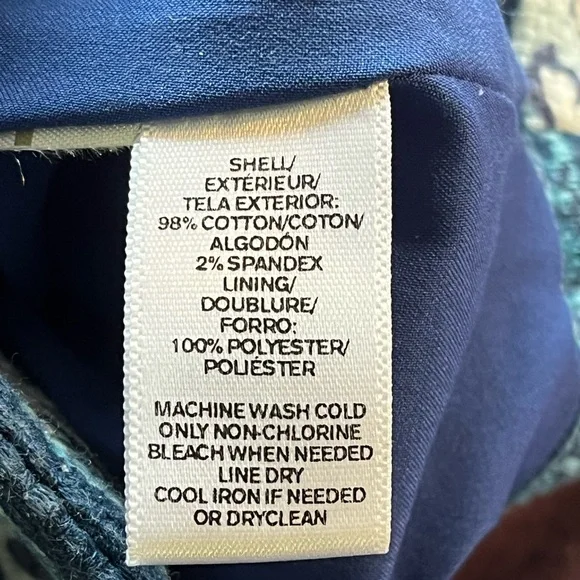 SHELL/
EXTÉRIEUR/
TELA EXTERIOR:
98% COTTON/COTON/
ALGODÓN
2% SPANDEX
LINING/
DOUBLURE/
FORRO:
100% POLYESTER/
POLIÉSTER
MACHINE WASH COLD
ONLY NON-CHLORINE
BLEACH WHEN NEEDED
LINE DRY
COOL IRON IF NEEDED
OR DRYCLEAN